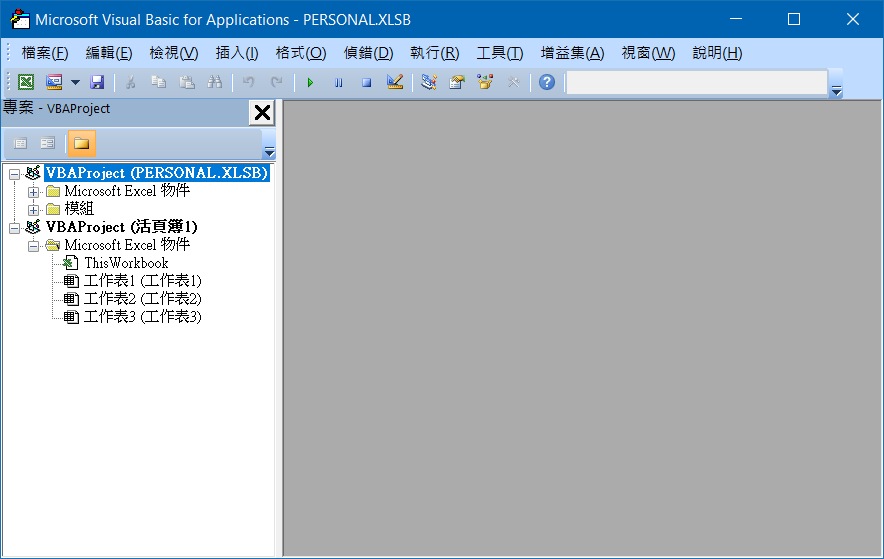 Microsoft Visual Basic for Applications - PERSONAL.XLSB
檔案(F) 編輯(E) 檢視(V) 插入(I) 格式(O) 偵錯(D) 執行(R) 工具(T) 增益集(A) 視窗(W) 說明(H)
專案 - VBAProject
VBAProject (PERSONAL.XLSB)
Microsoft Excel 物件
模組
VBAProject (活頁簿1)
Microsoft Excel 物件
ThisWorkbook
工作表1 (工作表1)
工作表2 (工作表2)
工作表3 (工作表3)